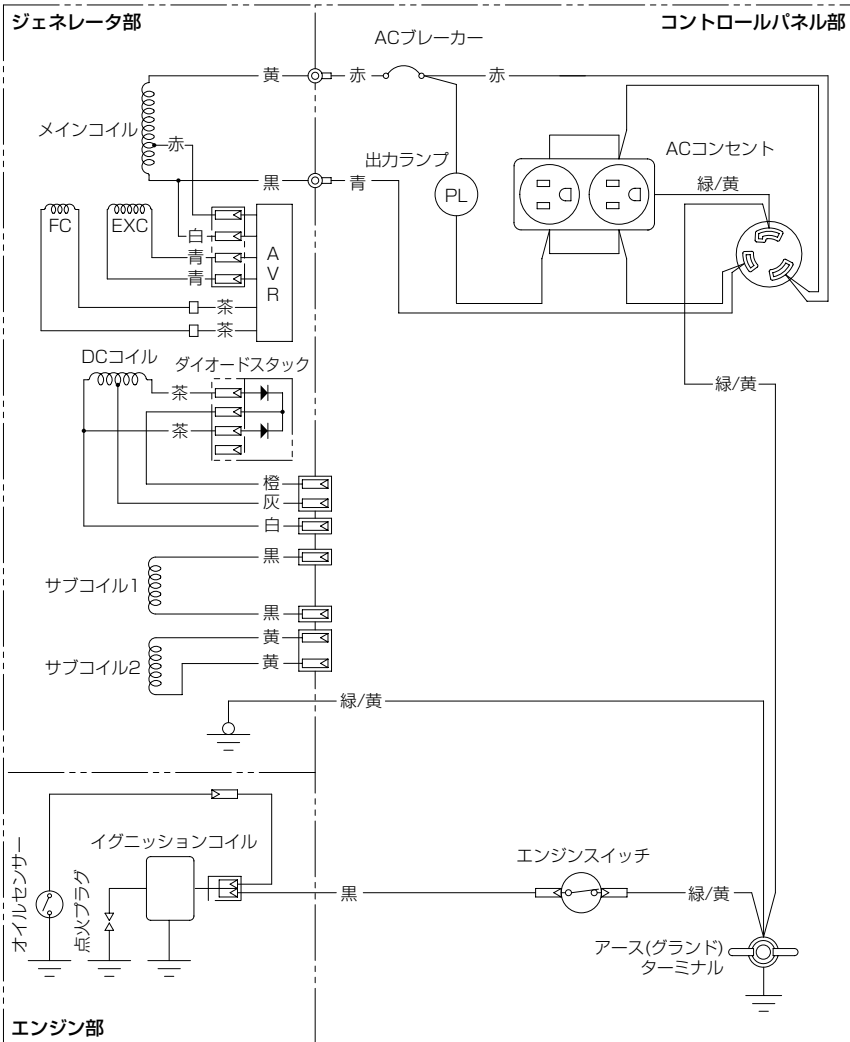 ジェネレータ部
コントロールパネル部
ACブレーカー
黄
赤
赤
メインコイル
赤
出力ランプ
ACコンセント
黒
青
PL
緑/黄
FC
EXC
白
青
青
AVR
茶
茶
DCコイル
ダイオードスタック
茶
茶
緑/黄
橙
灰
白
黒
サブコイル1
黒
黄
サブコイル2
黄
緑/黄
オイルセンサー
点火プラグ
イグニッションコイル
エンジンスイッチ
黒
緑/黄
アース(グランド)
ターミナル
エンジン部